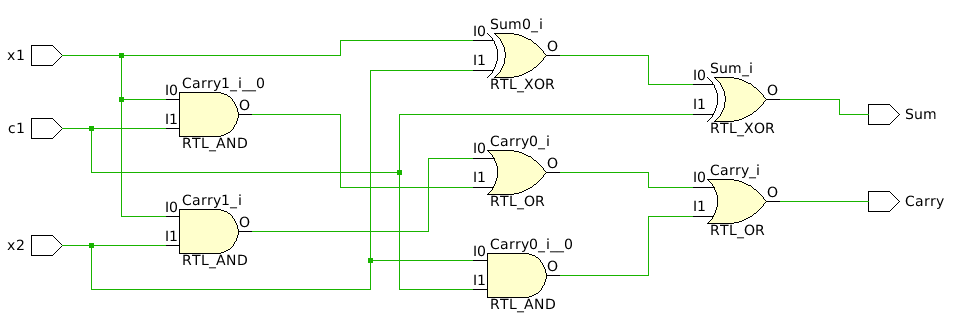 Sum0_i
I0
I1
O
RTL_XOR
x1
Sum_i
I0
I1
O
RTL_XOR
Sum
Carry1_i__0
I0
I1
O
RTL_AND
c1
Carry0_i
I0
I1
O
RTL_OR
Carry_i
I0
I1
O
RTL_OR
Carry
Carry1_i
I0
I1
O
RTL_AND
x2
Carry0_i__0
I0
I1
O
RTL_AND